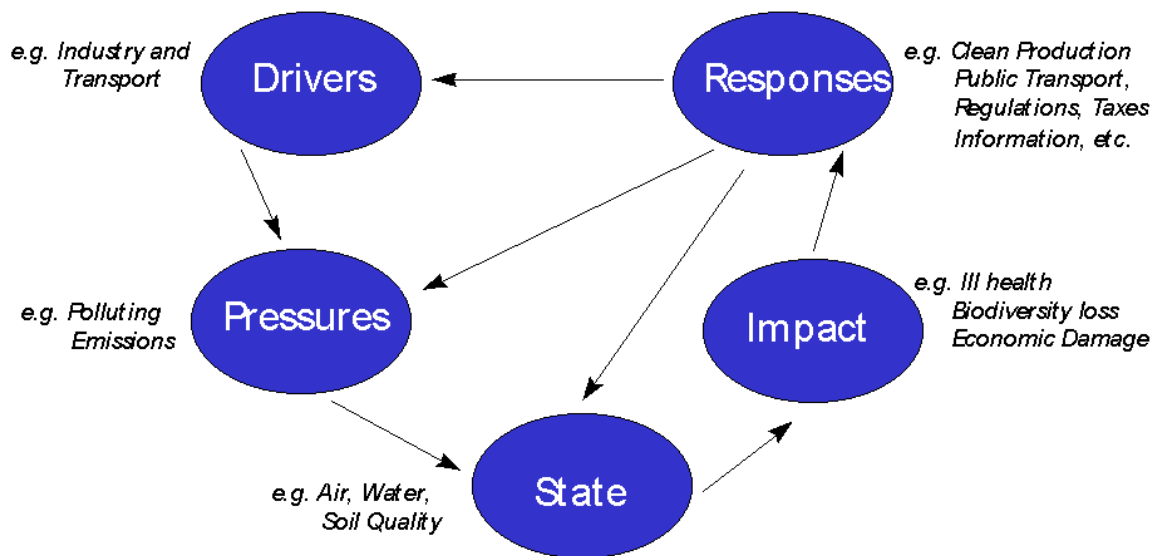 e.g. Industry and
Transport
Drivers
Responses
e.g. Clean Production
Public Transport,
Regulations, Taxes
Information, etc.
e.g. Polluting
Emissions
Pressures
Impact
e.g. Ill health
Biodiversity loss
Economic Damage
e.g. Air, Water,
Soil Quality
State